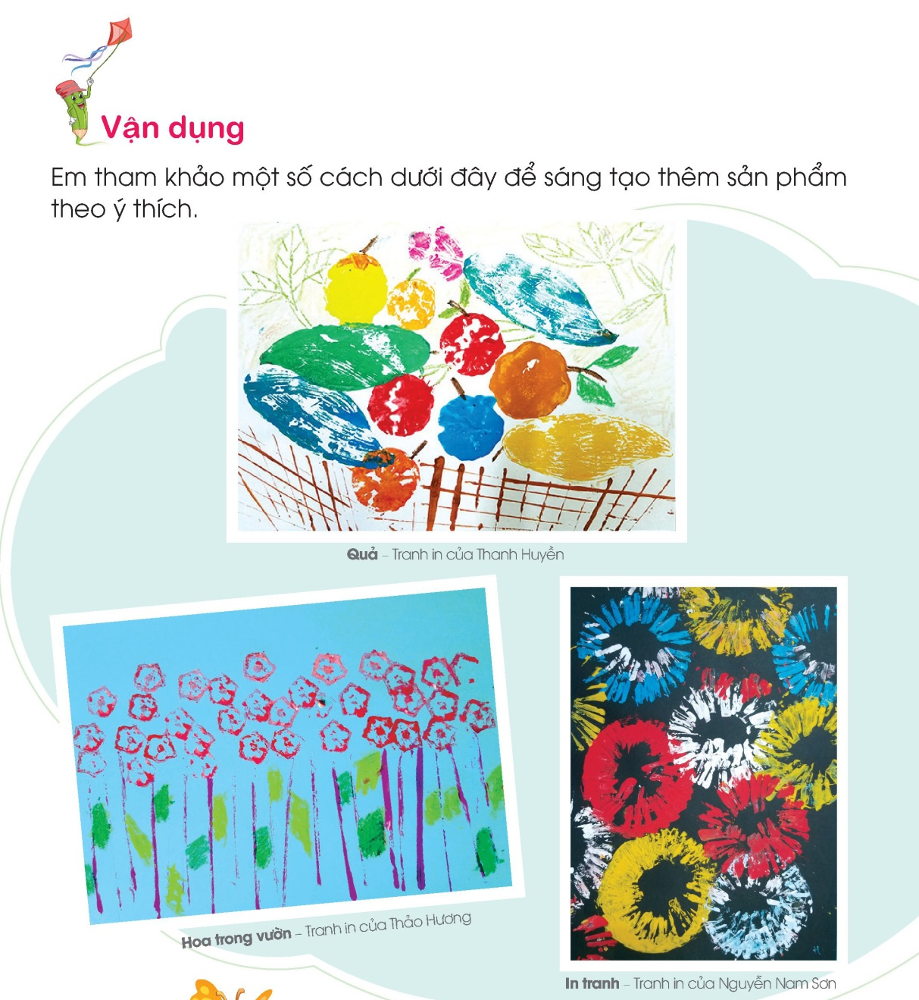 Vận dụng
Em tham khảo một số cách dưới đây để sáng tạo thêm sản phẩm
theo ý thích.
Quả – Tranh in của Thanh Huyền
Hoa trong vườn – Tranh in của Thảo Hương
In tranh – Tranh in của Nguyễn Nam Sơn